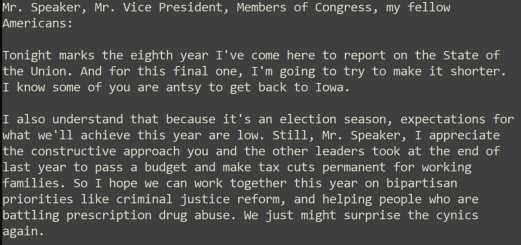 Mr. Speaker, Mr. Vice President, Members of Congress, my fellow
Americans:
Tonight marks the eighth year I've come here to report on the State of
the Union. And for this final one, I'm going to try to make it shorter.
I know some of you are antsy to get back to Iowa.
I also understand that because it's an election season, expectations for
what we'll achieve this year are low. Still, Mr. Speaker, I appreciate
the constructive approach you and the other leaders took at the end of
last year to pass a budget and make tax cuts permanent for working
families. So I hope we can work together this year on bipartisan
priorities like criminal justice reform, and helping people who are
battling prescription drug abuse. We just might surprise the cynics
again.